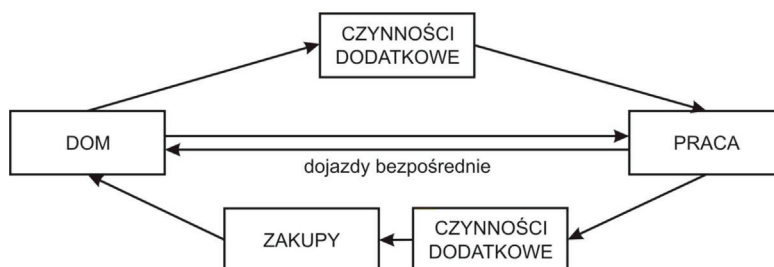 CZYNNOŚCI
DODATKOWE
DOM
PRACA
dojazdy bezpośrednie
ZAKUPY
CZYNNOŚCI
DODATKOWE